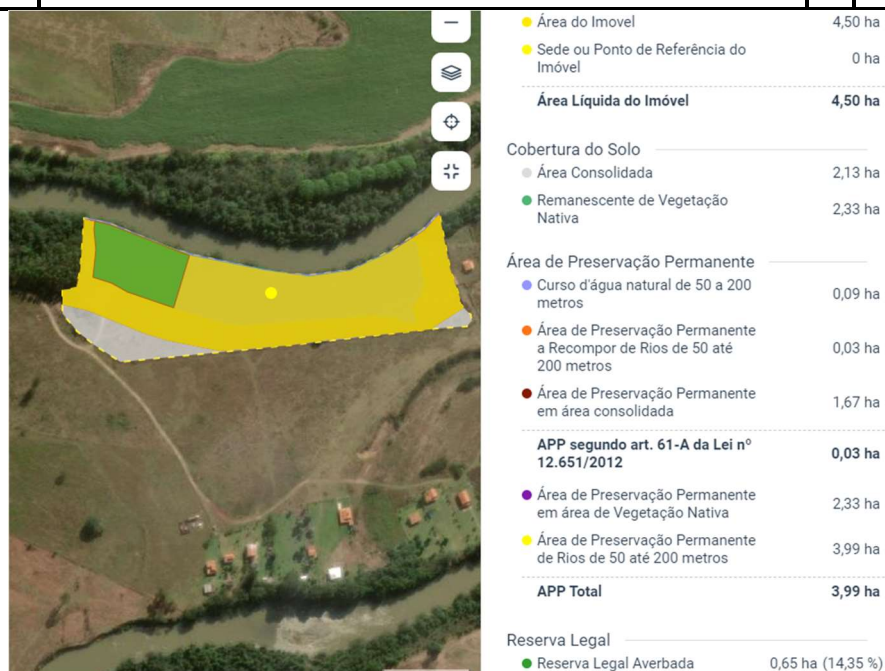 Área do Imovel 4,50 ha
Sede ou Ponto de Referência do
Imóvel 0 ha
Área Líquida do Imóvel 4,50 ha
Cobertura do Solo
Área Consolidada 2,13 ha
Remanescente de Vegetação
Nativa 2,33 ha
Área de Preservação Permanente
Curso d'água natural de 50 a 200
metros 0,09 ha
Área de Preservação Permanente
a Recompor de Rios de 50 até
200 metros 0,03 ha
Área de Preservação Permanente
em área consolidada 1,67 ha
APP segundo art. 61-A da Lei nº
12.651/2012 0,03 ha
Área de Preservação Permanente
em área de Vegetação Nativa 2,33 ha
Área de Preservação Permanente
de Rios de 50 até 200 metros 3,99 ha
APP Total 3,99 ha
Reserva Legal
Reserva Legal Averbada 0,65 ha (14,35 %)